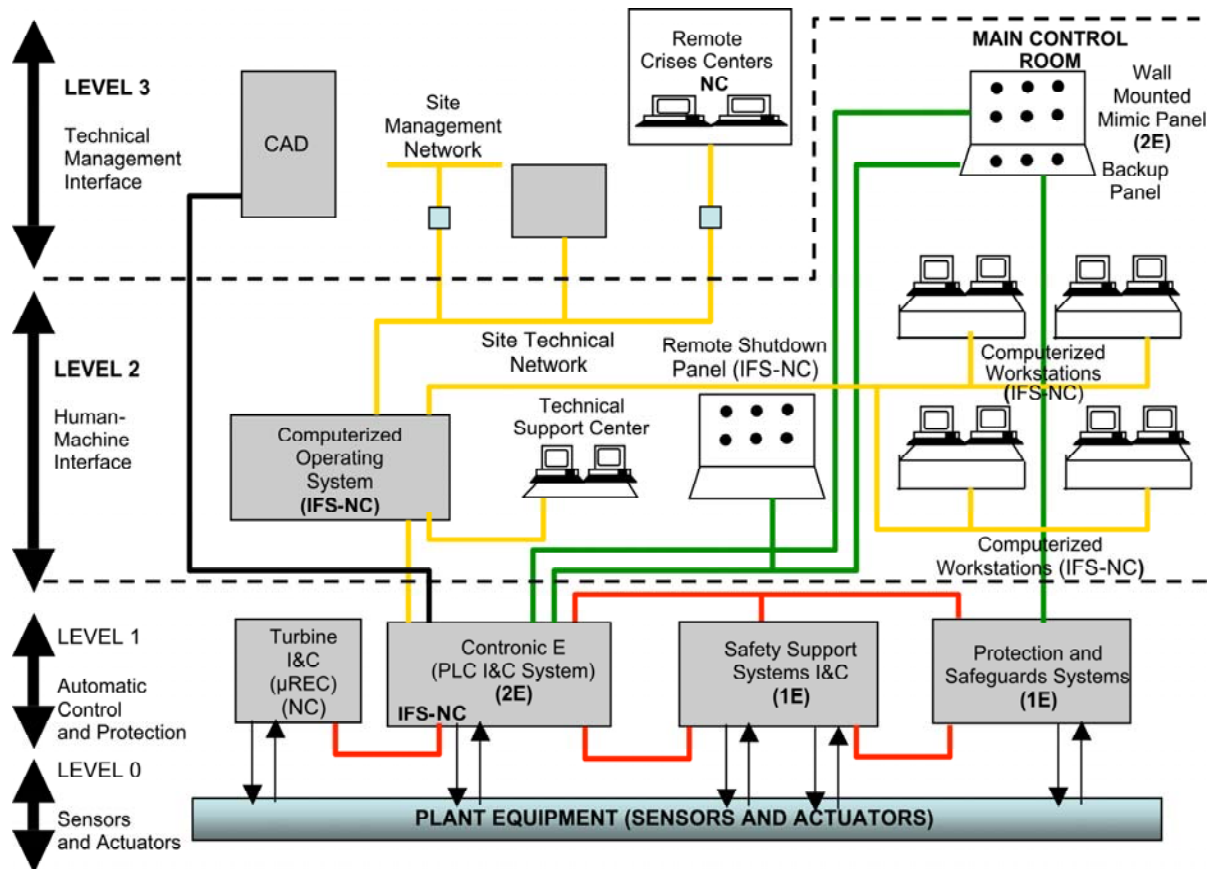 LEVEL 3
Technical
Management
Interface
CAD
Site
Management
Network
Remote
Crises Centers
NC
MAIN CONTROL
ROOM
Wall
Mounted
Mimic Panel
(2E)
Backup
Panel
LEVEL 2
Human-
Machine
Interface
Site Technical
Network
Remote Shutdown
Panel (IFS-NC)
Computerized
Workstations
(IFS-NC)
Computerized
Operating
System
(IFS-NC)
Technical
Support Center
Computerized
Workstations (IFS-NC)
LEVEL 1
Automatic
Control
and Protection
Turbine
I&C
(µREC)
(NC)
Contronic E
(PLC I&C System)
(2E)
IFS-NC
Safety Support
Systems I&C
(1E)
Protection and
Safeguards Systems
(1E)
LEVEL 0
Sensors
and Actuators
PLANT EQUIPMENT (SENSORS AND ACTUATORS)